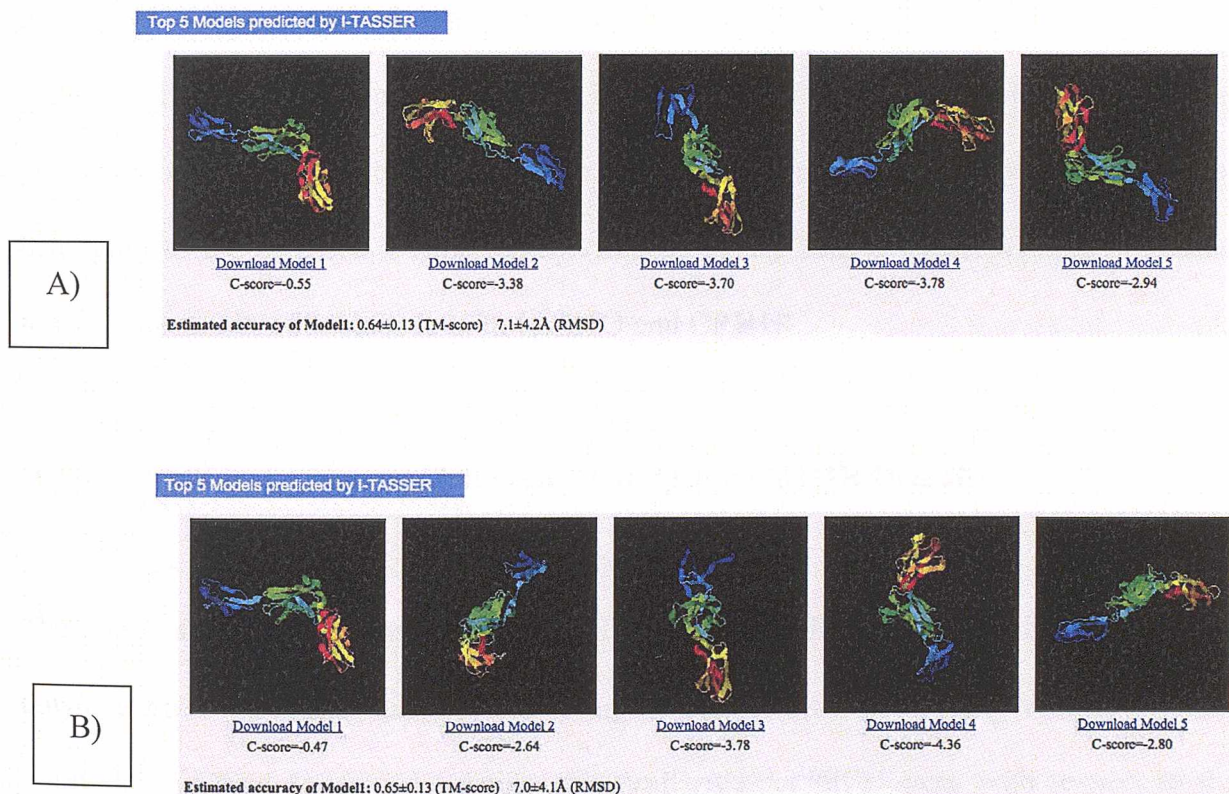 Top 5 Models predicted by I-TASSER
Download Model 1 Download Model 2 Download Model 3 Download Model 4 Download Model 5
C-score=-0.55 C-score=-3.38 C-score=-3.70 C-score=-3.78 C-score=-2.94
A)
Estimated accuracy of Model1: 0.64±0.13 (TM-score) 7.1±4.2Å (RMSD)
Top 5 Models predicted by I-TASSER
Download Model 1 Download Model 2 Download Model 3 Download Model 4 Download Model 5
B)
C-score=-0.47 C-score=-2.64 C-score=-3.78 C-score=-4.36 C-score=-2.80
Estimated accuracy of Model1: 0.65±0.13 (TM-score) 7.0±4.1Å (RMSD)